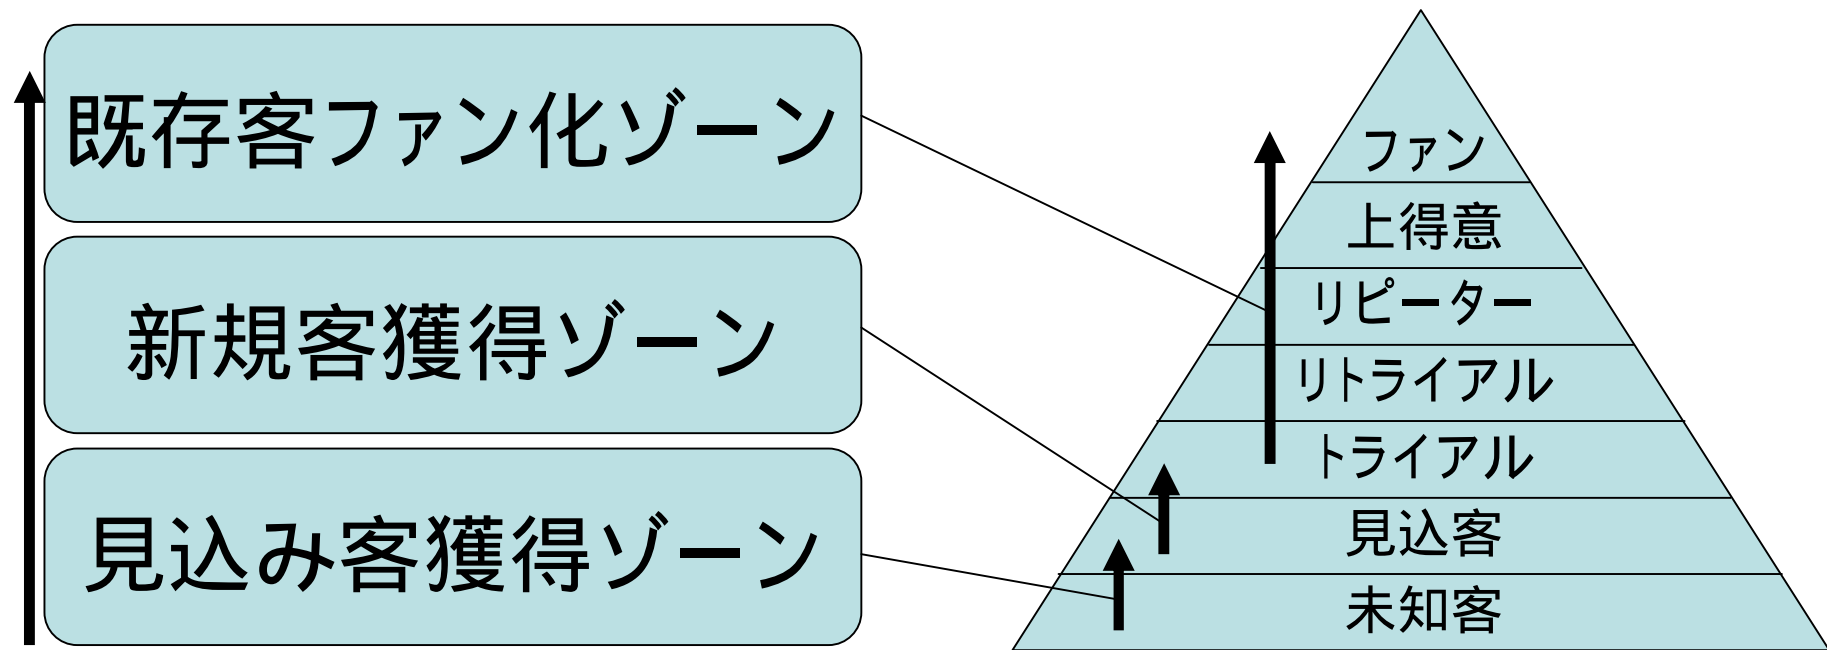 既存客ファン化ゾーン
新規客獲得ゾーン
見込み客獲得ゾーン
ファン
上得意
リピーター
リトライアル
トライアル
見込客
未知客